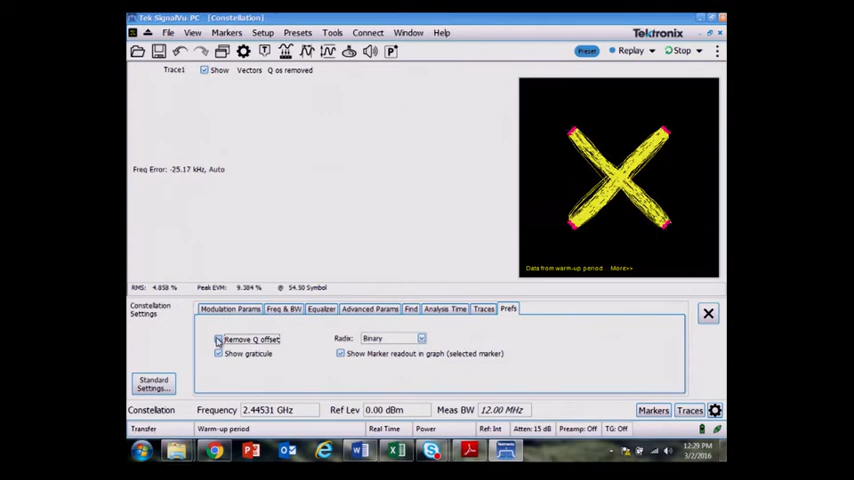 Tek SignalVu PC - [Constellation]
File View Markers Setup Presets Tools Connect Window Help
Tektronix
Preset Replay Stop
Trace1 Show Vectors Q os removed
Freq Error: -25.17 kHz, Auto
Data from warm-up period More>>
RMS: 4.858 % Peak EVM: 9.384 % @ 54.50 Symbol
Constellation
Settings
Modulation Params Freq & BW Equalizer Advanced Params Find Analysis Time Traces Prefs
Remove Q offset Radix: Binary
Show graticule Show Marker readout in graph (selected marker)
Standard
Settings...
Constellation Frequency 2.44531 GHz Ref Lev 0.00 dBm Meas BW 12.00 MHz Markers Traces
Transfer Warm-up period Real Time Power Ref: Int Atten: 15 dB Preamp: Off TG: Off
12:29 PM
3/2/2016